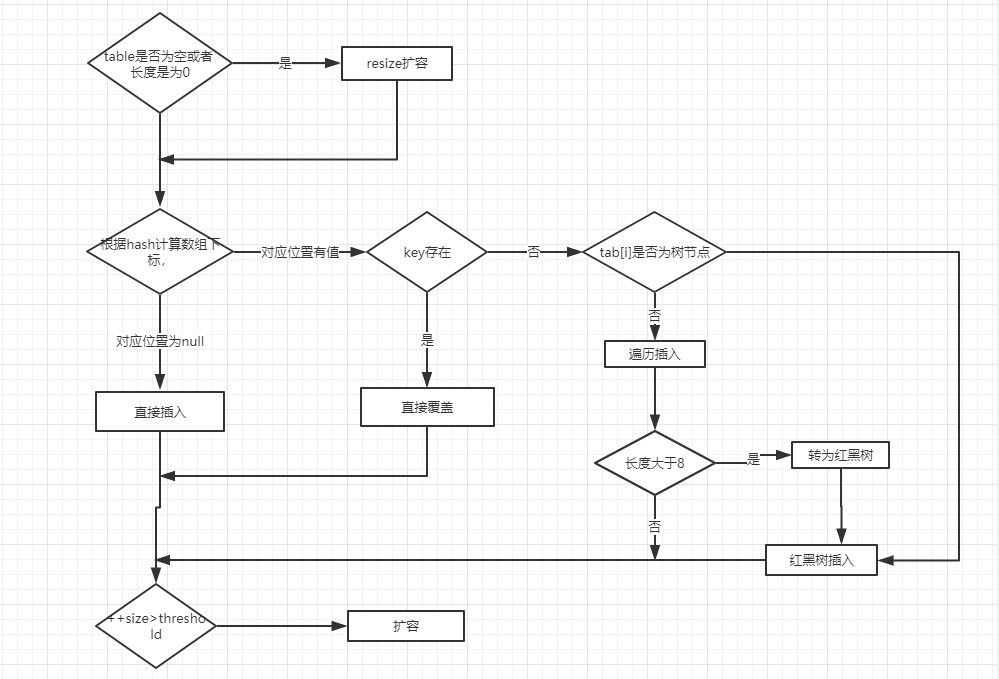 table是否为空或者
长度是为0
是
resize扩容
根据hash计算数组下
标，
对应位置有值
key存在
否
tab[i]是否为树节点
否
对应位置为null
是
遍历插入
直接插入
直接覆盖
长度大于8
是
转为红黑树
否
红黑树插入
++size>thresho
ld
扩容